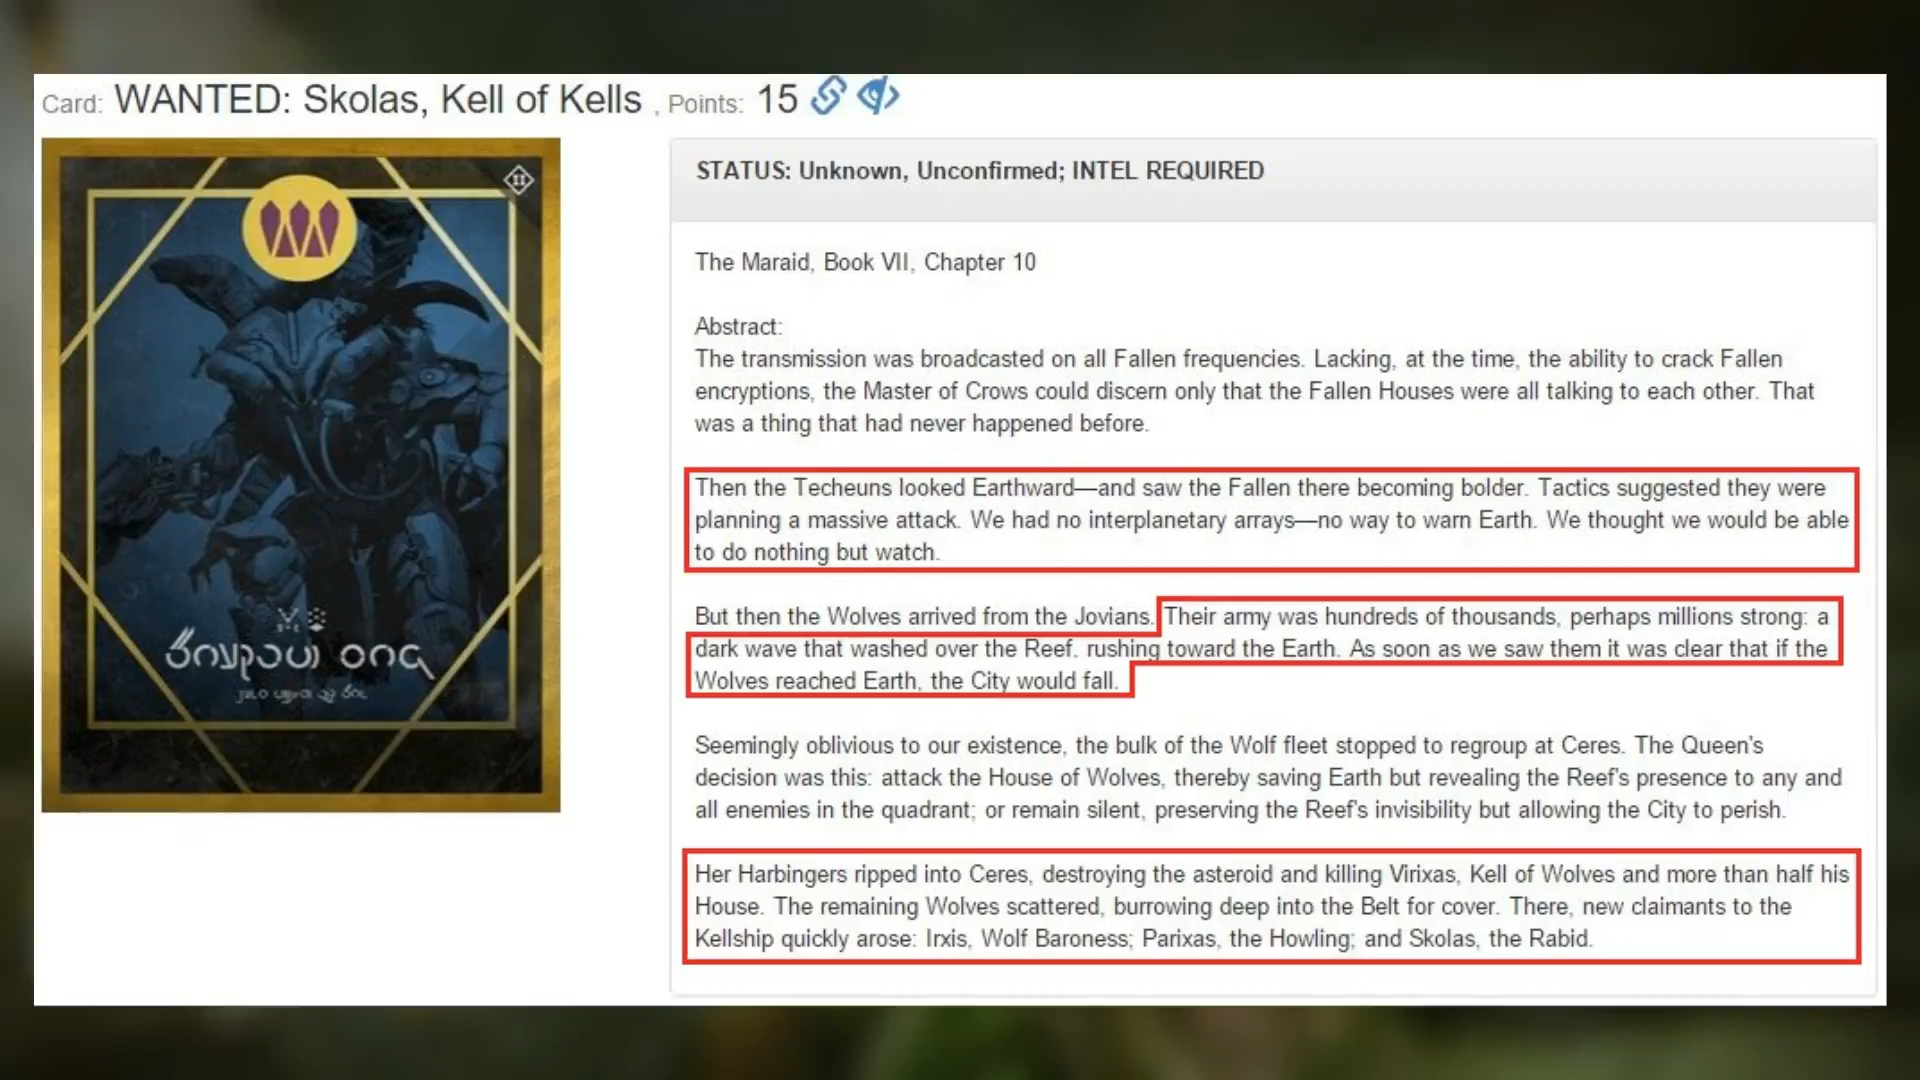 Card: WANTED: Skolas, Kell of Kells , Points: 15
STATUS: Unknown, Unconfirmed; INTEL REQUIRED
The Maraid, Book VII, Chapter 10
Abstract:
The transmission was broadcasted on all Fallen frequencies. Lacking, at the time, the ability to crack Fallen
encryptions, the Master of Crows could discern only that the Fallen Houses were all talking to each other. That
was a thing that had never happened before.
Then the Techeuns looked Earthward—and saw the Fallen there becoming bolder. Tactics suggested they were
planning a massive attack. We had no interplanetary arrays—no way to warn Earth. We thought we would be able
to do nothing but watch.
But then the Wolves arrived from the Jovians. Their army was hundreds of thousands, perhaps millions strong: a
dark wave that washed over the Reef, rushing toward the Earth. As soon as we saw them it was clear that if the
Wolves reached Earth, the City would fall.
Seemingly oblivious to our existence, the bulk of the Wolf fleet stopped to regroup at Ceres. The Queen's
decision was this: attack the House of Wolves, thereby saving Earth but revealing the Reef's presence to any and
all enemies in the quadrant; or remain silent, preserving the Reef's invisibility but allowing the City to perish.
Her Harbingers ripped into Ceres, destroying the asteroid and killing Virixas, Kell of Wolves and more than half his
House. The remaining Wolves scattered, burrowing deep into the Belt for cover. There, new claimants to the
Kellship quickly arose: Irxis, Wolf Baroness; Parixas, the Howling; and Skolas, the Rabid.